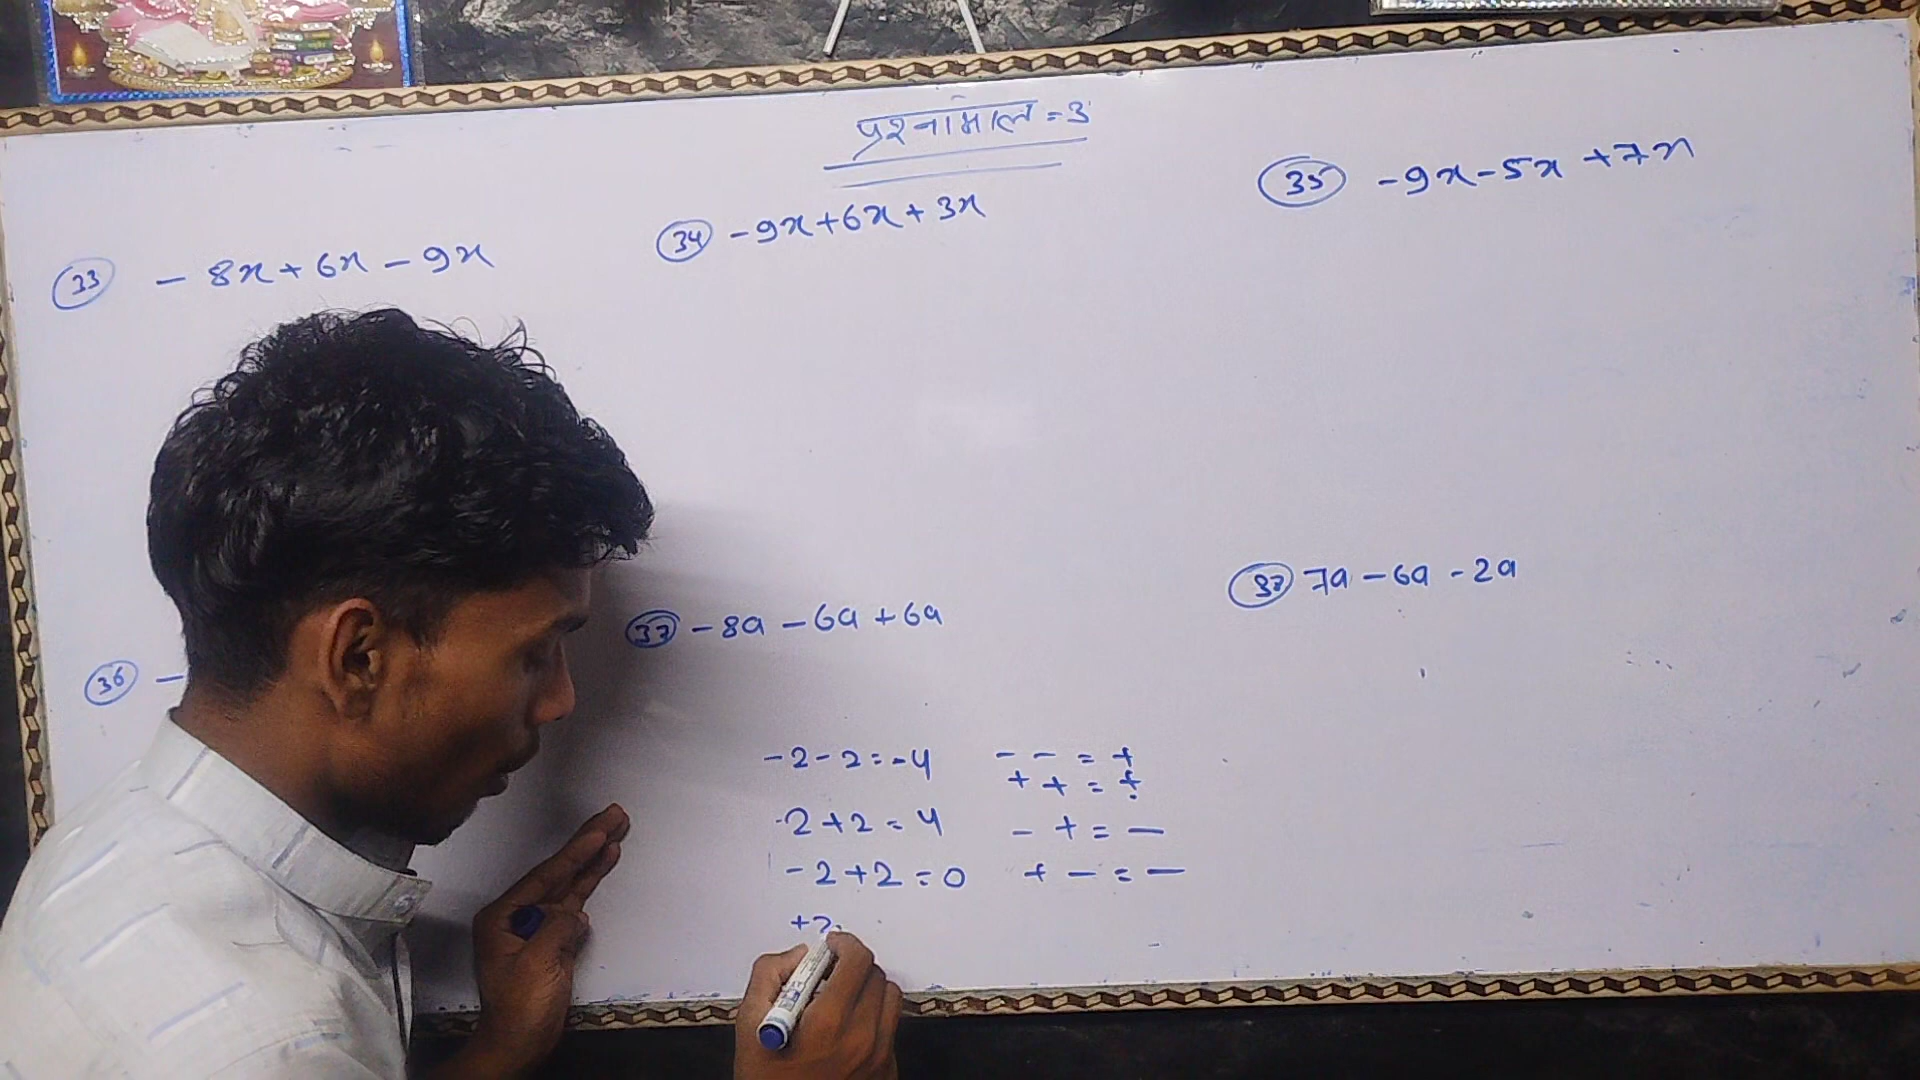 प्रश्नामाल = 3
33 - 8x + 6x - 9x
34 - 9x + 6x + 3x
35 - 9x - 5x + 7x
36 -
37 - 8a - 6a + 6a
38 7a - 6a - 2a
- 2 - 2 = - 4
- - = +
+ + = +
2 + 2 = 4
- + = -
- 2 + 2 = 0
+ - = -
+ 2